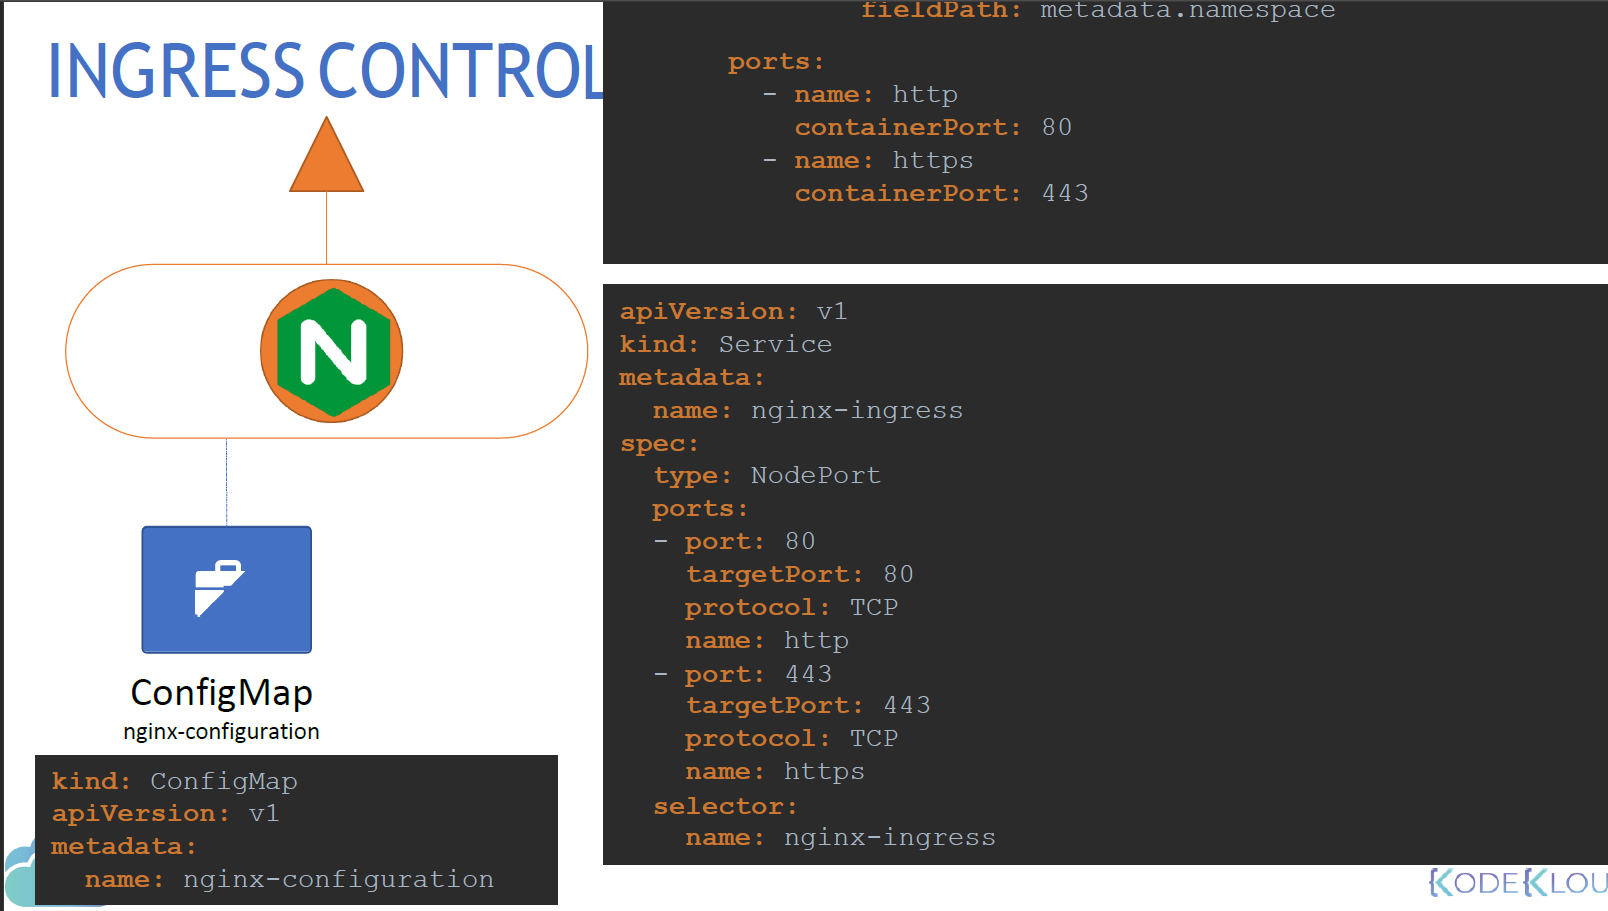 INGRESS CONTROL
fieldPath: metadata.namespace
ports:
- name: http
containerPort: 80
- name: https
containerPort: 443
apiVersion: v1
kind: Service
metadata:
name: nginx-ingress
spec:
type: NodePort
ports:
- port: 80
targetPort: 80
protocol: TCP
name: http
- port: 443
targetPort: 443
protocol: TCP
name: https
selector:
name: nginx-ingress
N
ConfigMap
nginx-configuration
kind: ConfigMap
apiVersion: v1
metadata:
name: nginx-configuration
KODEKLOU